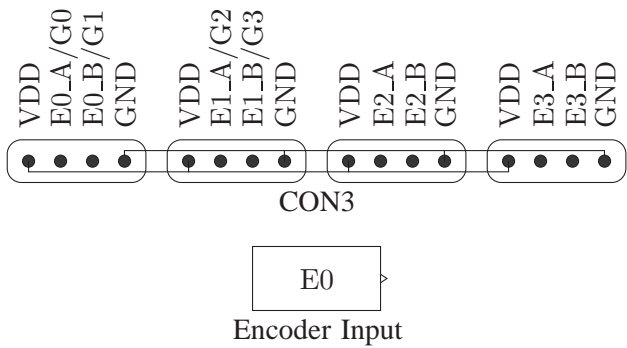 VDD
E0_A/G0
E0_B/G1
GND
VDD
E1_A/G2
E1_B/G3
GND
VDD
E2_A
E2_B
GND
VDD
E3_A
E3_B
GND
CON3
E0
Encoder Input